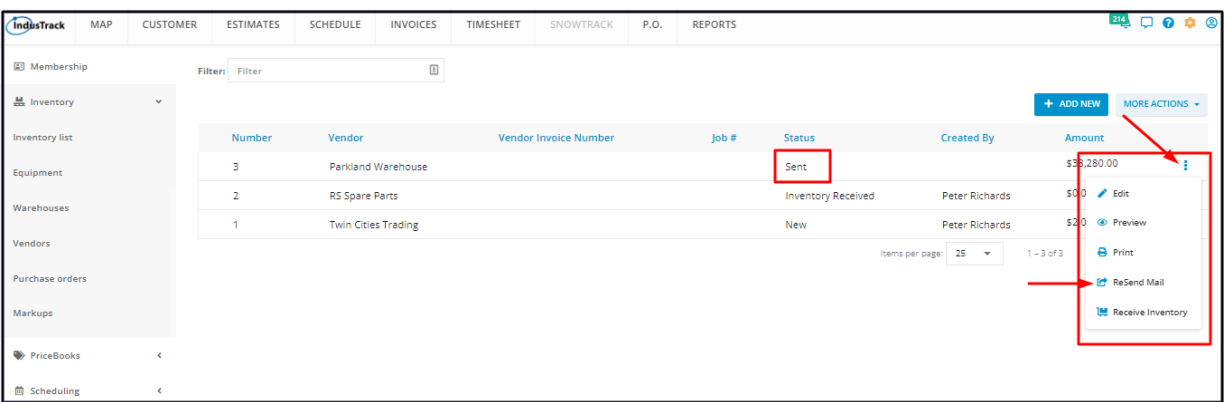 IndusTrack MAP CUSTOMER ESTIMATES SCHEDULE INVOICES TIMESHEET SNOWTRACK P.O. REPORTS 214
Membership
Filter: Filter
Inventory
+ ADD NEW MORE ACTIONS
Inventory list
Number Vendor Vendor Invoice Number Job # Status Created By Amount
3 Parkland Warehouse Sent $38,280.00
Equipment
2 RS Spare Parts Inventory Received Peter Richards $0.0 Edit
Warehouses
1 Twin Cities Trading New Peter Richards Preview
Vendors
Items per page: 25 1 – 3 of 3 Print
Purchase orders
ReSend Mail
Markups
Receive Inventory
PriceBooks
Scheduling